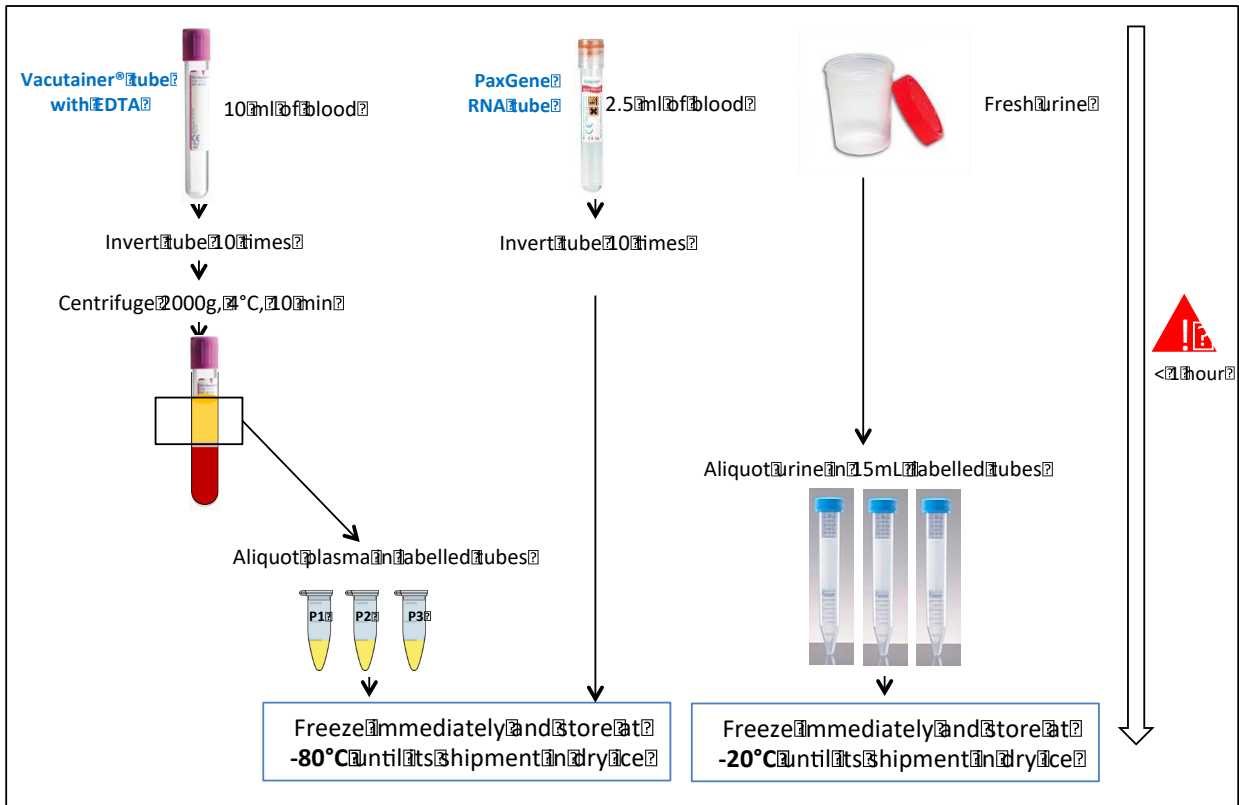 Vacutainer® tube
with EDTA
10 ml of blood
PaxGene
RNA tube
2.5 ml of blood
Fresh urine
Invert tube 10 times
Invert tube 10 times
Centrifuge 2000g, 4°C, 10 min
!
< 1 hour
Aliquot urine in 15mL labelled tubes
Aliquot plasma in labelled tubes
P1
P2
P3
Freeze immediately and store at
-80°C until its shipment in dry ice
Freeze immediately and store at
-20°C until its shipment in dry ice